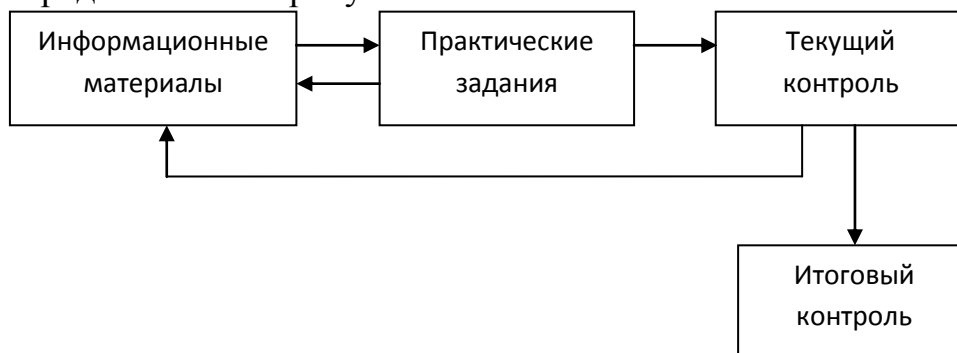 Информационные
материалы
Практические
задания
Текущий
контроль
Итоговый
контроль